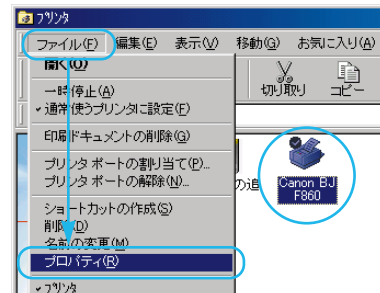 プリンタ
ファイル(F) 編集(E) 表示(V) 移動(G) お気に入り(A)
開く(O)
一時停止(A)
通常使うプリンタに設定(F)
印刷ドキュメントの削除(G)
プリンタ ポートの割り当て(P)...
プリンタ ポートの解除(N)...
ショートカットの作成(S)
削除(D)
名前の変更(M)
プロパティ(R)
プリンタ
切り取り コピー
の追
Canon BJ
F860